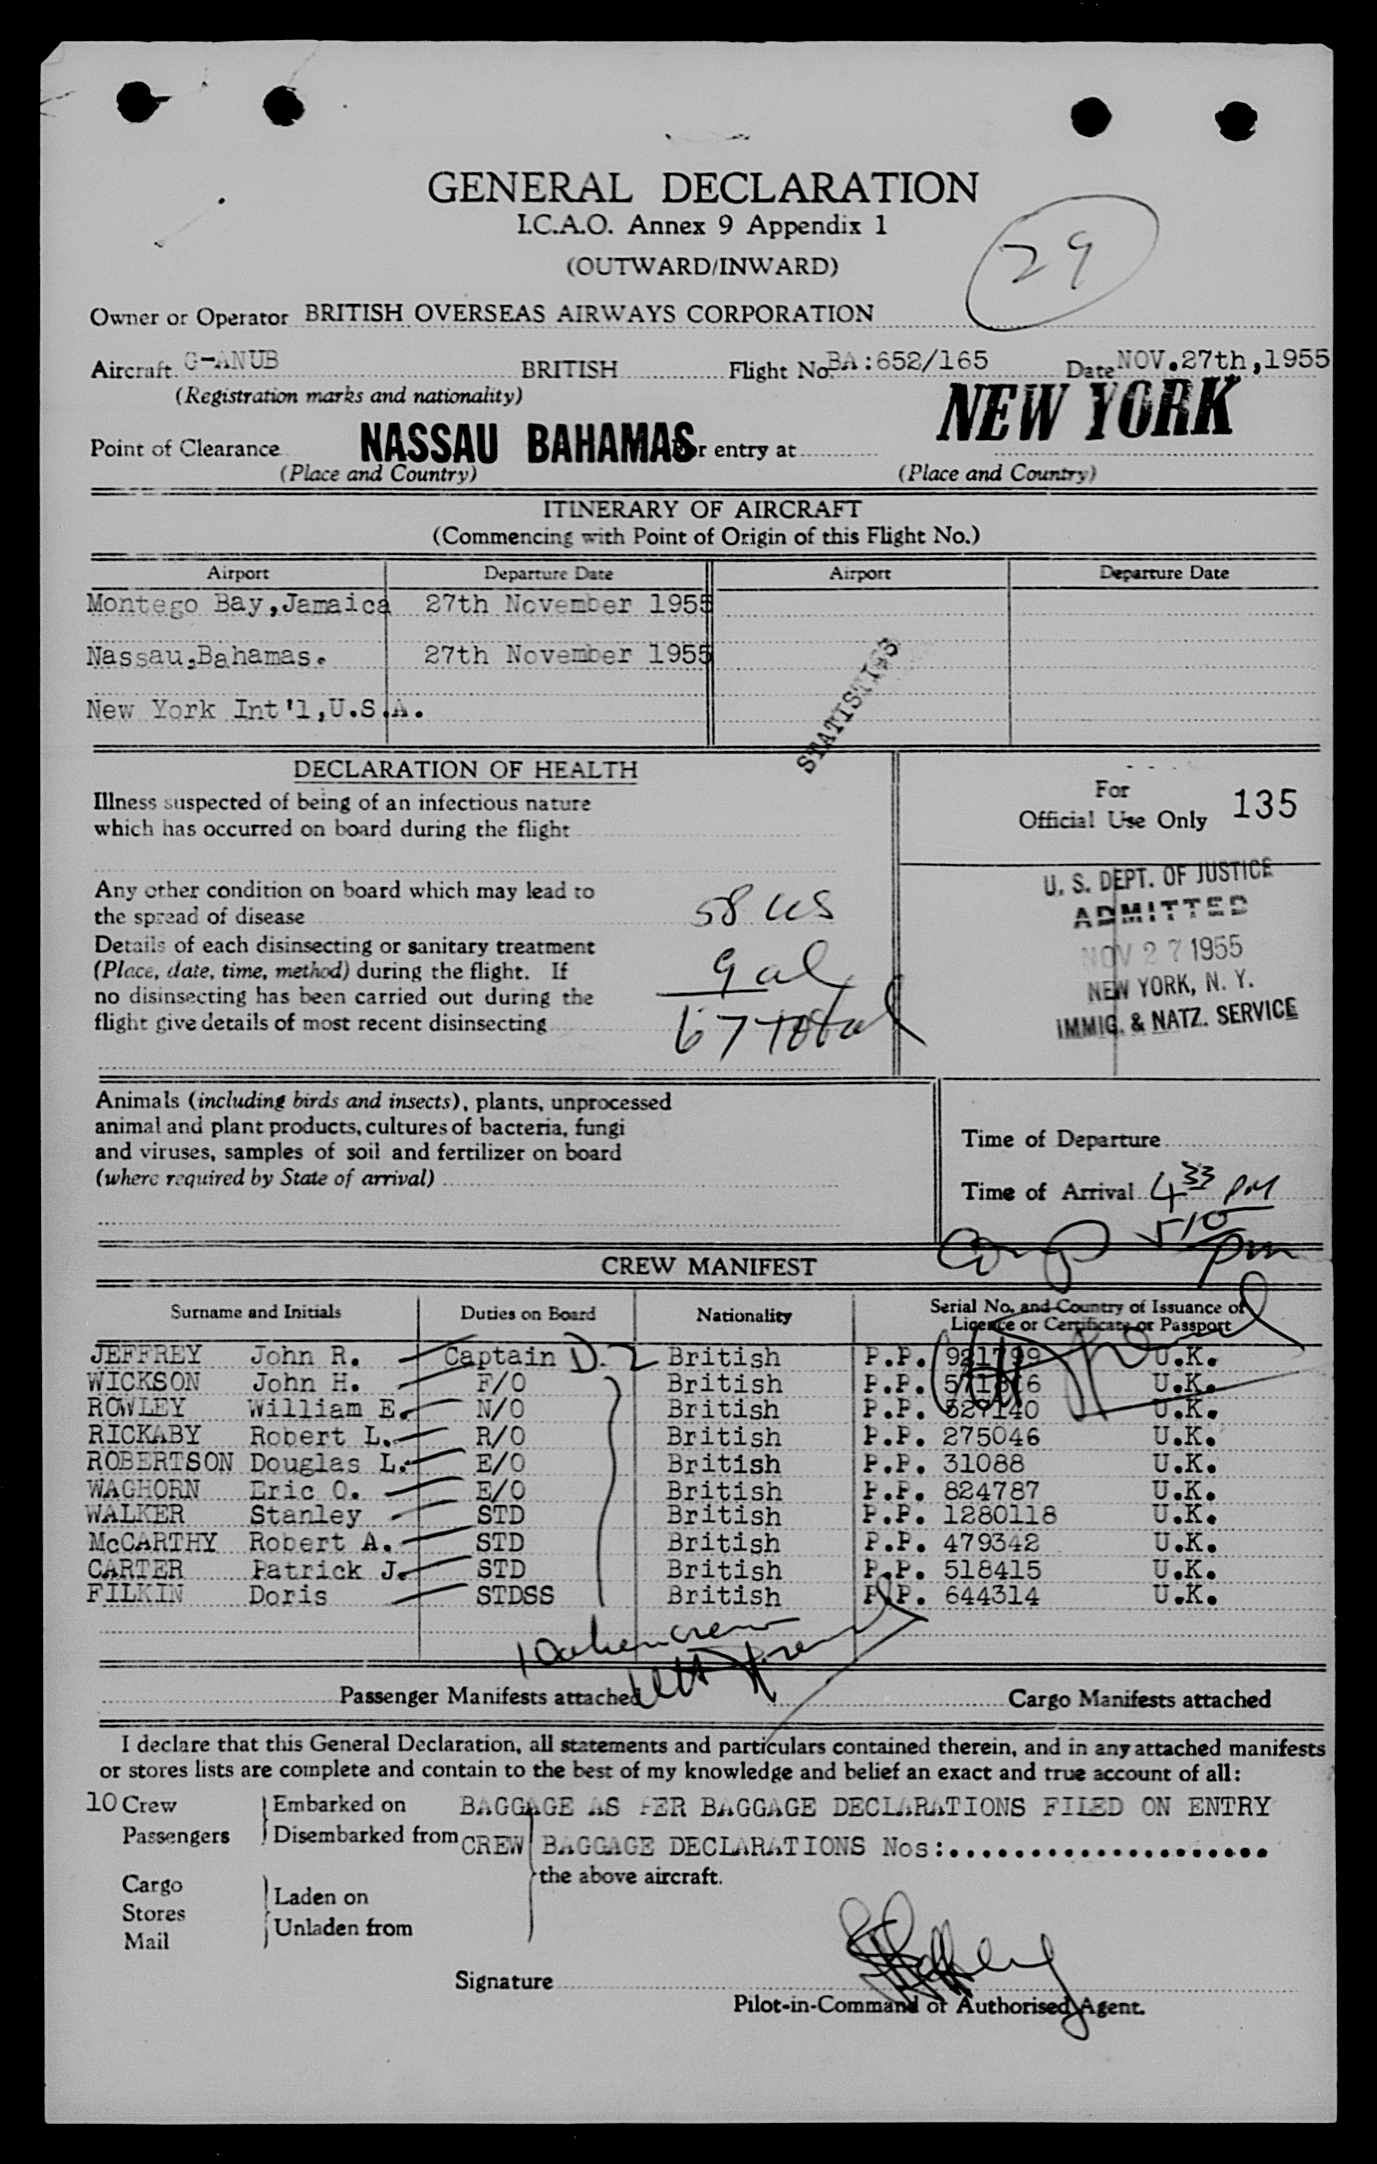 GENERAL DECLARATION
I.C.A.O. Annex 9 Appendix 1
(OUTWARD/INWARD)
29
Owner or Operator BRITISH OVERSEAS AIRWAYS CORPORATION
Aircraft G-ANUB BRITISH Flight No. BA:652/165 Date NOV.27th,1955
(Registration marks and nationality)
Point of Clearance NASSAU BAHAMAS For entry at NEW YORK
(Place and Country) (Place and Country)
ITINERARY OF AIRCRAFT
(Commencing with Point of Origin of this Flight No.)
Airport Departure Date Airport Departure Date
Montego Bay,Jamaica 27th November 1955
Nassau,Bahamas. 27th November 1955
New York Int'l,U.S.A.
STATISTICS
DECLARATION OF HEALTH
Illness suspected of being of an infectious nature
which has occurred on board during the flight
For
Official Use Only 135
Any other condition on board which may lead to
the spread of disease
58 US
Details of each disinsecting or sanitary treatment
(Place, date, time, method) during the flight. If
no disinsecting has been carried out during the
flight give details of most recent disinsecting
9 al
67 Total
U. S. DEPT. OF JUSTICE
ADMITTED
NOV 27 1955
NEW YORK, N. Y.
IMMIG. & NATZ. SERVICE
Animals (including birds and insects), plants, unprocessed
animal and plant products, cultures of bacteria, fungi
and viruses, samples of soil and fertilizer on board
(where required by State of arrival)
Time of Departure
Time of Arrival 4 33 PM
510 pm
CREW MANIFEST
Surname and Initials Duties on Board Nationality Serial No. and Country of Issuance of
Licence or Certificate or Passport
JEFFREY John R. Captain D. 2 British P.P. 921799 U.K.
WICKSON John H. F/O British P.P. U.K.
ROWLEY William E. N/O British P.P. 527140 U.K.
RICKABY Robert L. R/O British P.P. 275046 U.K.
ROBERTSON Douglas L. E/O British P.P. 31088 U.K.
WAGHORN Eric O. E/O British P.P. 824787 U.K.
WALKER Stanley STD British P.P. 1280118 U.K.
McCARTHY Robert A. STD British P.P. 479342 U.K.
CARTER Patrick J. STD British P.P. 518415 U.K.
FILKIN Doris STDSS British P.P. 644314 U.K.
Passenger Manifests attached Cargo Manifests attached
I declare that this General Declaration, all statements and particulars contained therein, and in any attached manifests
or stores lists are complete and contain to the best of my knowledge and belief an exact and true account of all:
10 Crew Embarked on BAGGAGE AS PER BAGGAGE DECLARATIONS FILED ON ENTRY
Passengers Disembarked from CREW BAGGAGE DECLARATIONS Nos:.....................
the above aircraft.
Cargo
Stores Laden on
Mail Unladen from
Signature
Pilot-in-Command or Authorised Agent.